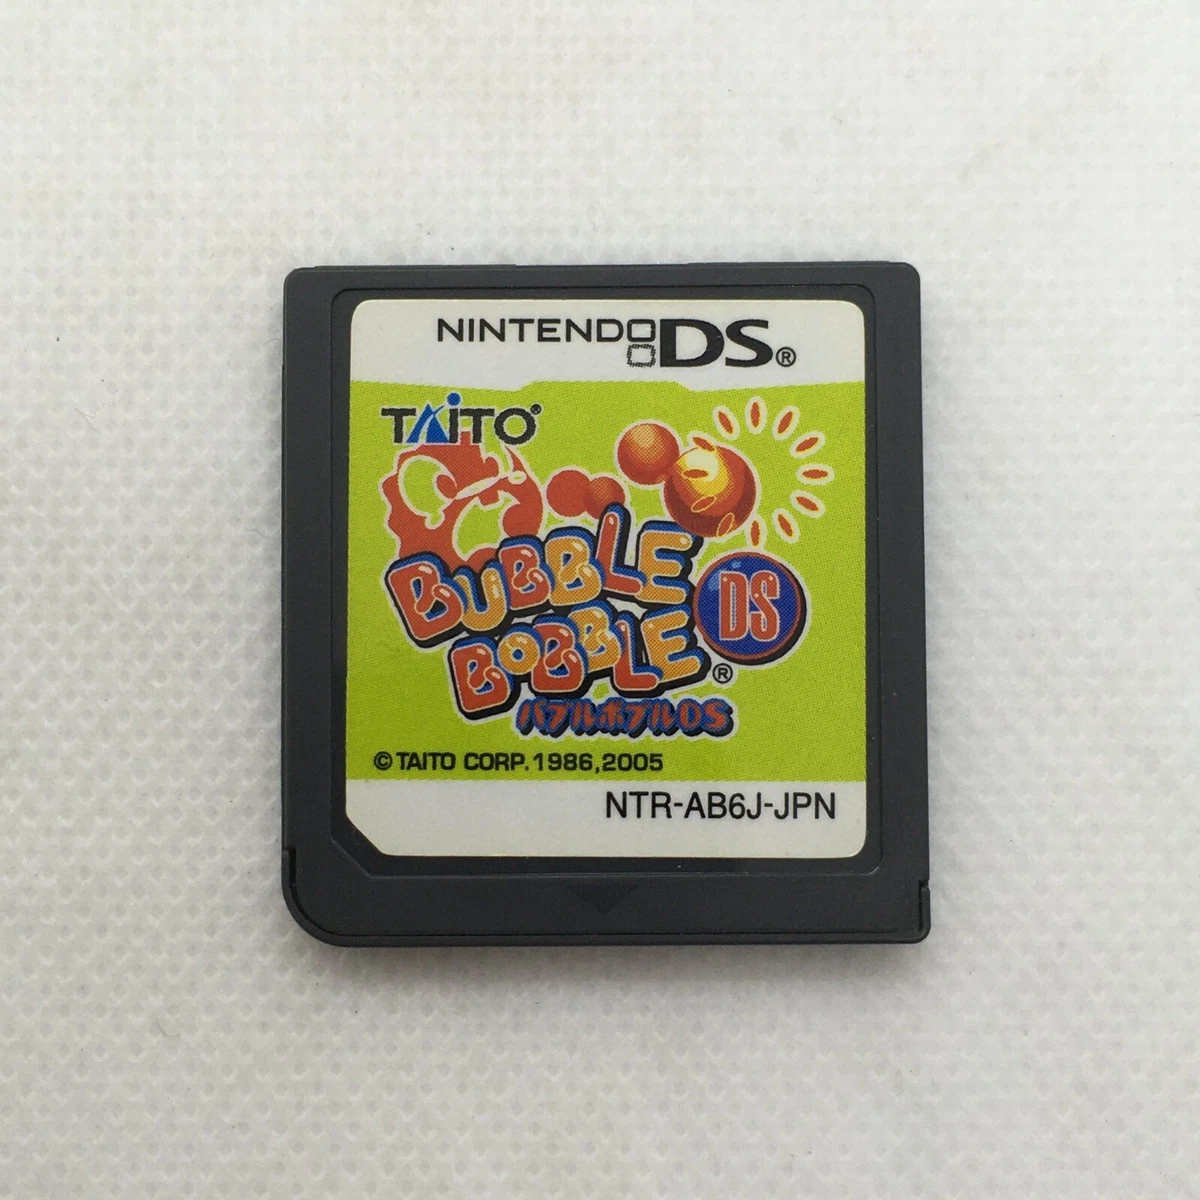 NINTENDO DS®
TAITO®
BUBBLE
BOBBLE®
DS
バブルボブルDS
© TAITO CORP. 1986,2005
NTR-AB6J-JPN